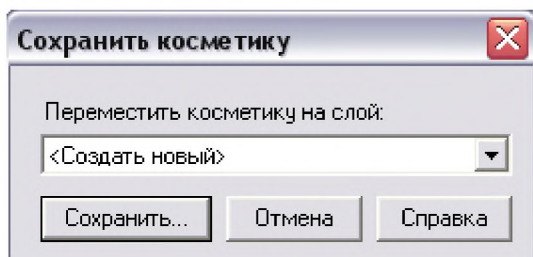 Сохранить косметику
Переместить косметику на слой:
<Создать новый>
Сохранить... Отмена Справка